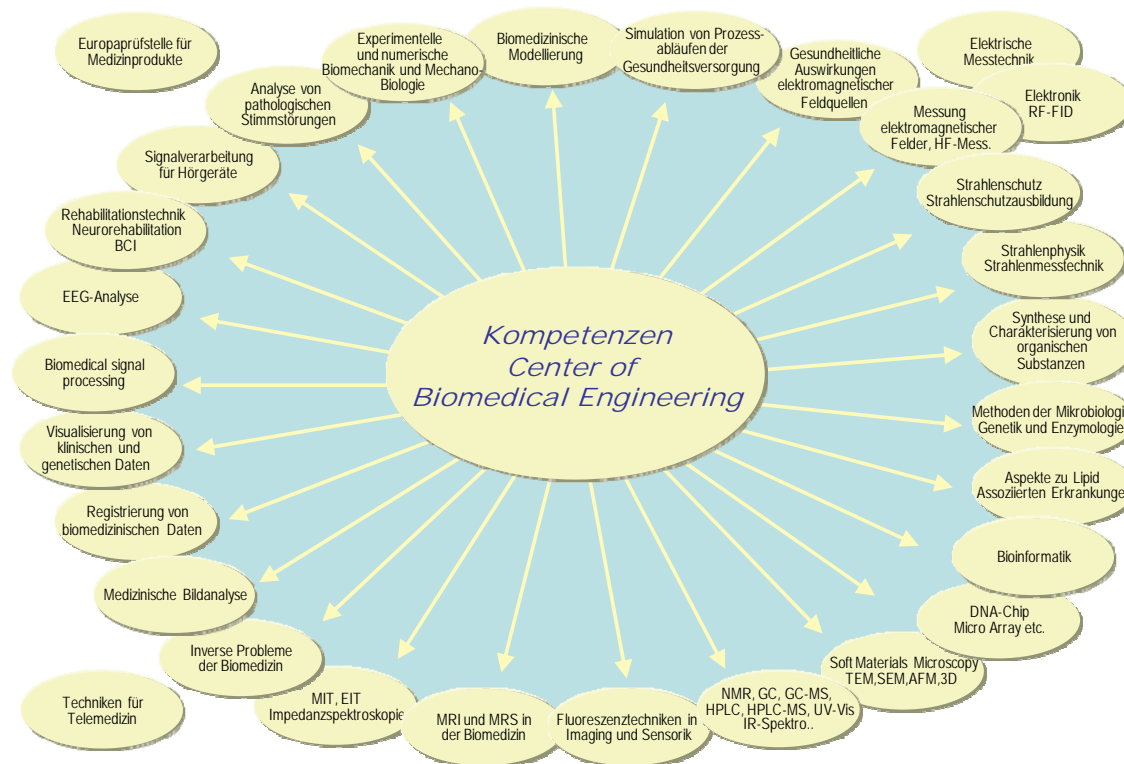 Europaprüfstelle für
Medizinprodukte
Experimentelle
und numerische
Biomechanik und Mechano-
Biologie
Biomedizinische
Modellierung
Simulation von Prozess-
abläufen der
Gesundheitsversorgung
Gesundheitliche
Auswirkungen
elektromagnetischer
Feldquellen
Elektrische
Messtechnik
Elektronik
RF-FID
Messung
elektromagnetischer
Felder, HF-Mess.
Strahlenschutz
Strahlenschutzausbildung
Strahlenphysik
Strahlenmesstechnik
Synthese und
Charakterisierung von
organischen
Substanzen
Methoden der Mikrobiologi
Genetik und Enzymologie
Aspekte zu Lipid
Assoziierten Erkrankunge
Bioinformatik
DNA-Chip
Micro Array etc.
Soft Materials Microscopy
TEM,SEM,AFM,3D
NMR, GC, GC-MS,
HPLC, HPLC-MS, UV-Vis
IR-Spektro..
Fluoreszenztechniken in
Imaging und Sensorik
MRI und MRS in
der Biomedizin
MIT, EIT
Impedanzspektroskopie
Inverse Probleme
der Biomedizin
Techniken für
Telemedizin
Medizinische Bildanalyse
Registrierung von
biomedizinischen Daten
Visualisierung von
klinischen und
genetischen Daten
Biomedical signal
processing
EEG-Analyse
Rehabilitationstechnik
Neurorehabilitation
BCI
Signalverarbeitung
für Hörgeräte
Analyse von
pathologischen
Stimmstörungen
Kompetenzen
Center of
Biomedical Engineering